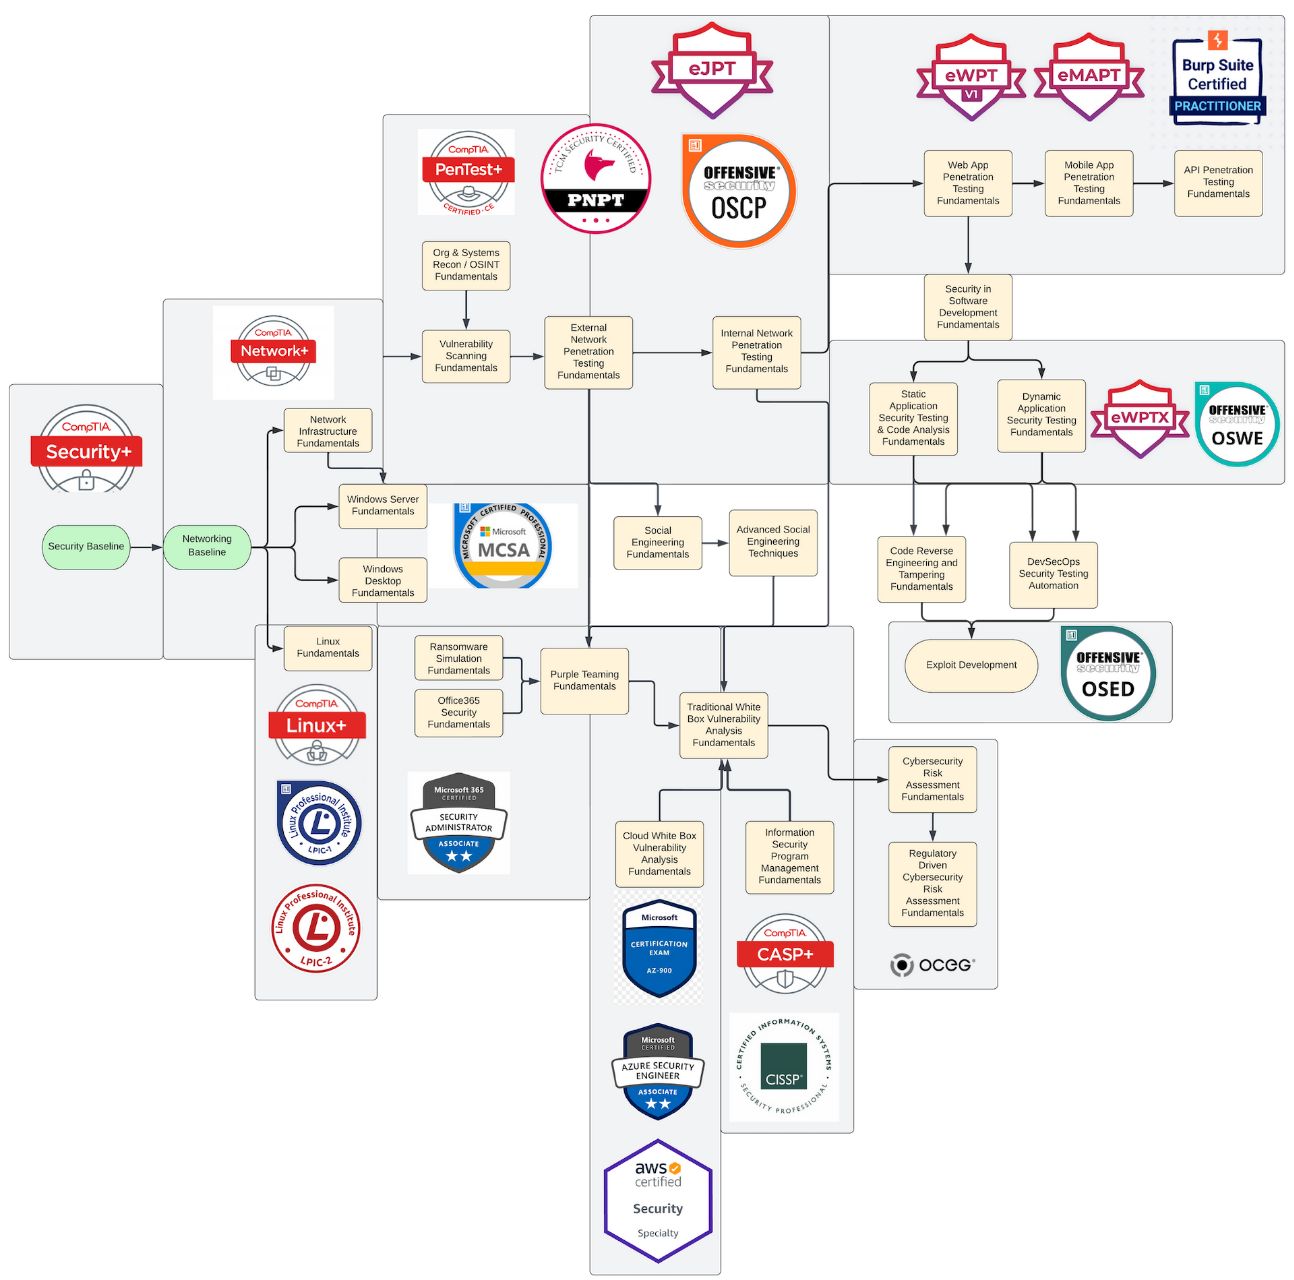 eJPT
eWPT
V1
eMAPT
Burp Suite
Certified
PRACTITIONER
CompTIA
PenTest+
CERTIFIED · CE
TCM SECURITY CERTIFIED
PNPT
OFFENSIVE®
security
OSCP
Web App
Penetration
Testing
Fundamentals
Mobile App
Penetration
Testing
Fundamentals
API Penetration
Testing
Fundamentals
Org & Systems
Recon / OSINT
Fundamentals
Security in
Software
Development
Fundamentals
CompTIA
Network+
Vulnerability
Scanning
Fundamentals
External
Network
Penetration
Testing
Fundamentals
Internal Network
Penetration
Testing
Fundamentals
CompTIA
Security+
Network
Infrastructure
Fundamentals
Static
Application
Security Testing
& Code Analysis
Fundamentals
Dynamic
Application
Security Testing
Fundamentals
eWPTX
OFFENSIVE®
security
OSWE
Windows Server
Fundamentals
MICROSOFT CERTIFIED PROFESSIONAL
Microsoft
MCSA
Security Baseline
Networking
Baseline
Windows
Desktop
Fundamentals
Social
Engineering
Fundamentals
Advanced Social
Engineering
Techniques
Code Reverse
Engineering and
Tampering
Fundamentals
DevSecOps
Security Testing
Automation
Linux
Fundamentals
Ransomware
Simulation
Fundamentals
Office365
Security
Fundamentals
Purple Teaming
Fundamentals
Exploit Development
OFFENSIVE®
security
OSED
CompTIA
Linux+
Traditional White
Box Vulnerability
Analysis
Fundamentals
Cybersecurity
Risk
Assessment
Fundamentals
Linux Professional Institute
LPIC-1
Microsoft 365
CERTIFIED
SECURITY
ADMINISTRATOR
ASSOCIATE
Cloud White Box
Vulnerability
Analysis
Fundamentals
Information
Security
Program
Management
Fundamentals
Regulatory
Driven
Cybersecurity
Risk
Assessment
Fundamentals
Linux Professional Institute
LPIC-2
Microsoft
CERTIFICATION
EXAM
AZ-900
CompTIA
CASP+
OCEG®
Microsoft
CERTIFIED
AZURE SECURITY
ENGINEER
ASSOCIATE
CERTIFIED INFORMATION SYSTEMS
CISSP®
SECURITY PROFESSIONAL
aws
certified
Security
Specialty